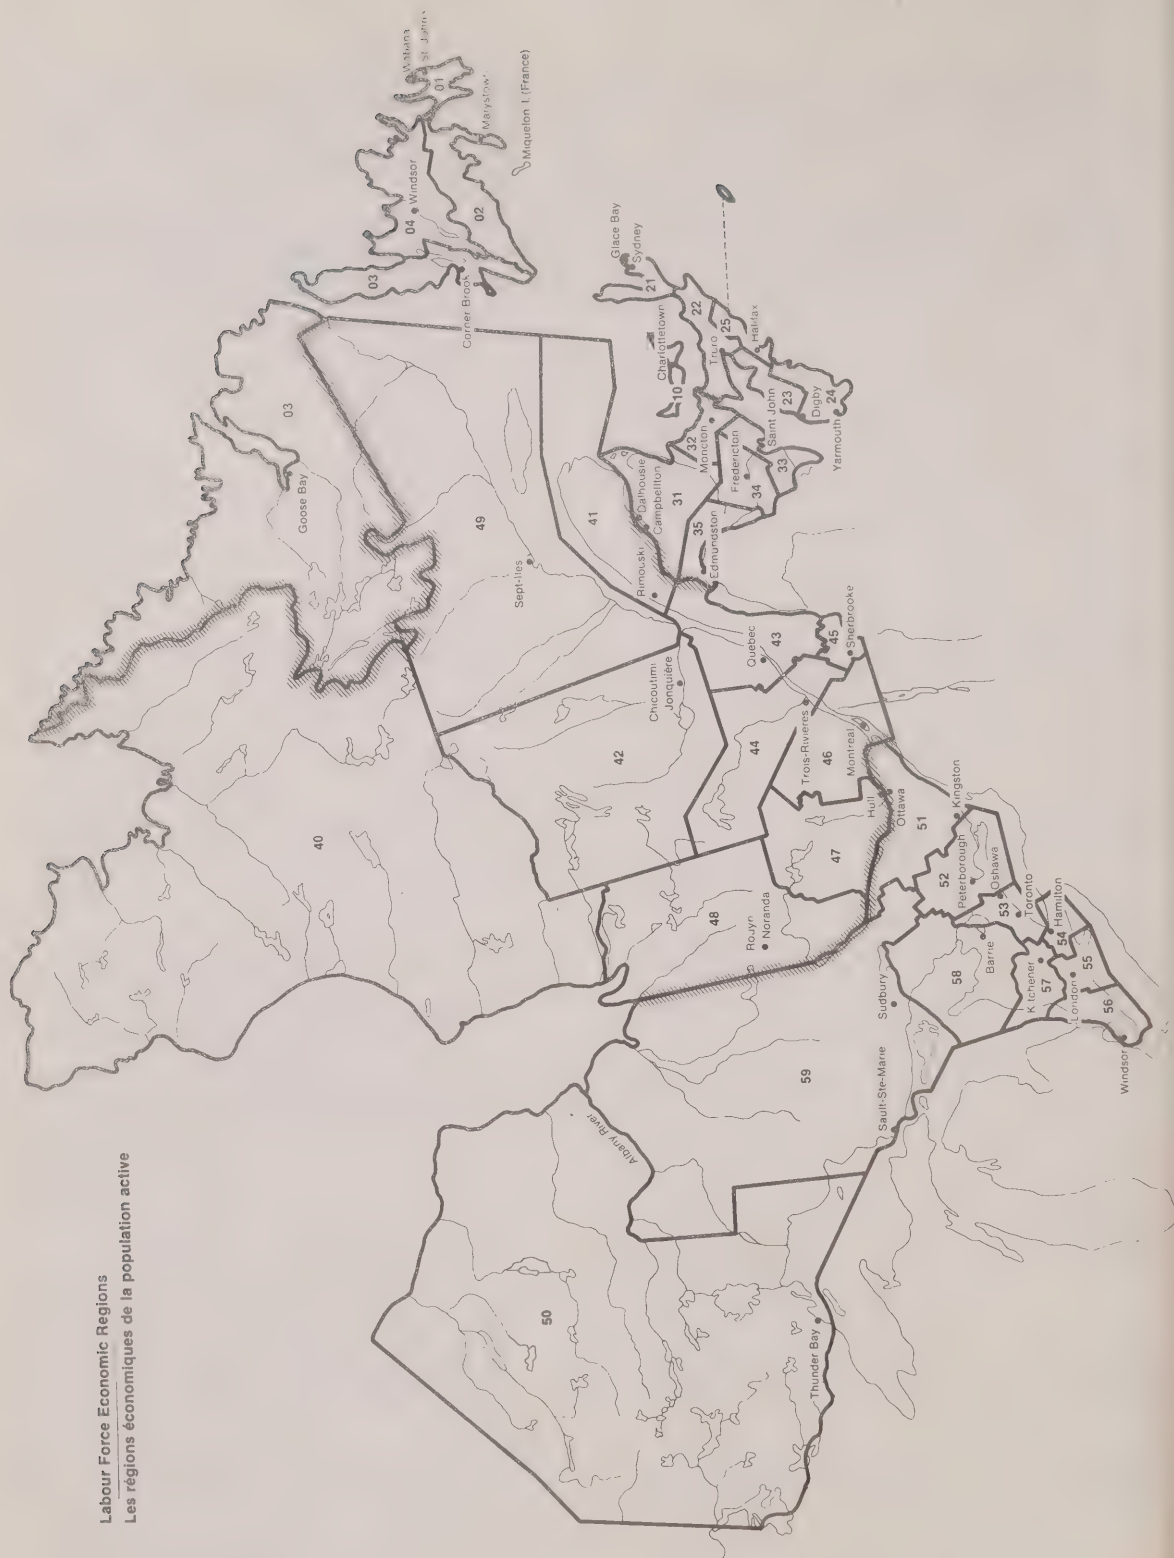 Labour Force Economic Regions
Les régions économiques de la population active
Wabana
St. John's
01
Marystown
Miquelon I. (France)
04
Windsor
02
03
Corner Brook
03
Goose Bay
Glace Bay
Sydney
21
22
Charlottetown
10
Truro
25
Halifax
23
Digby
24
Yarmouth
Saint John
32
Moncton
Fredericton
33
34
31
Dalhousie
Campbellton
35
Edmundston
41
Rimouski
49
Sept-Iles
40
42
Chicoutimi
Jonquière
Quebec
43
45
Sherbrooke
44
Trois-Rivières
46
Montreal
47
Hull
Ottawa
51
Kingston
48
Rouyn
Noranda
52
Peterborough
Oshawa
53
Toronto
Hamilton
54
55
56
Barrie
58
Kitchener
57
London
Windsor
Sudbury
59
Sault-Ste-Marie
Albany River
50
Thunder Bay